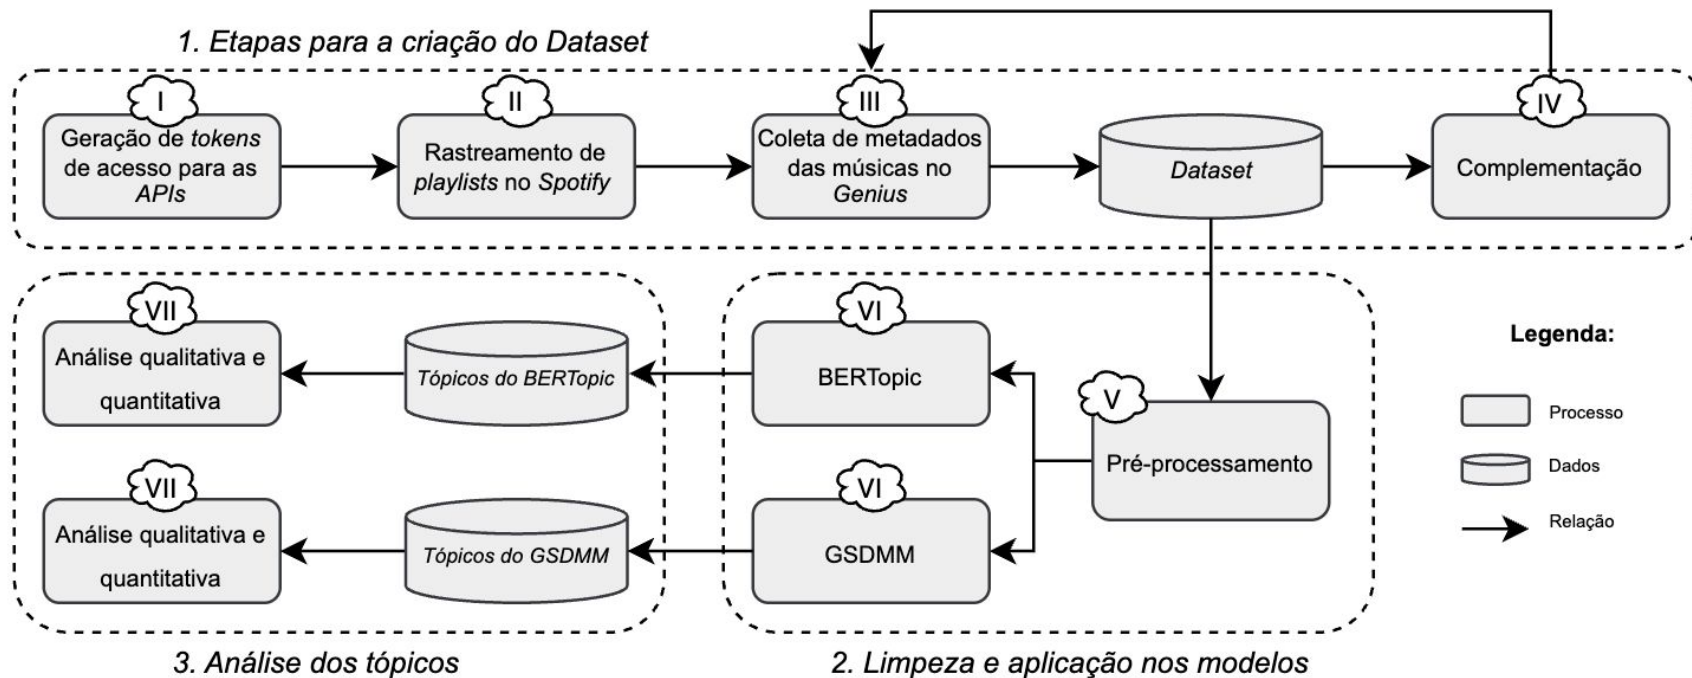 1. Etapas para a criação do Dataset
I
Geração de tokens
de acesso para as
APIs
II
Rastreamento de
playlists no Spotify
III
Coleta de metadados
das músicas no
Genius
Dataset
IV
Complementação
VII
Análise qualitativa e
quantitativa
Tópicos do BERTopic
VI
BERTopic
V
Pré-processamento
VII
Análise qualitativa e
quantitativa
Tópicos do GSDMM
VI
GSDMM
3. Análise dos tópicos
2. Limpeza e aplicação nos modelos
Legenda:
Processo
Dados
Relação